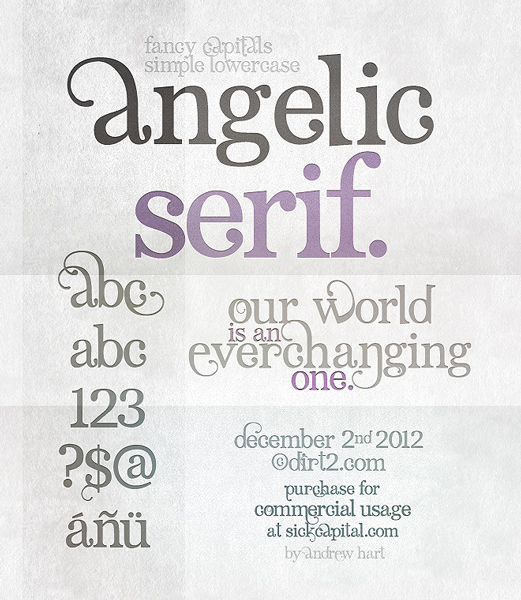 fancy capitals
simple lowercase
angelic
serif.
abc
abc
123
?$@
áñü
our world
is an
everchanging
one.
december 2nd 2012
©dirt2.com
purchase for
commercial usage
at sickcapital.com
by andrew hart